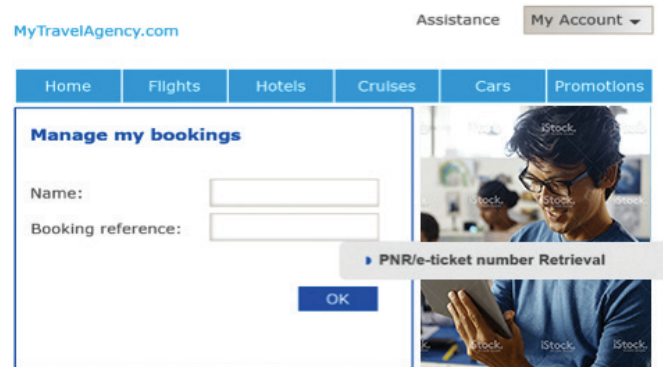 Assistance
My Account
MyTravelAgency.com
Home Flights Hotels Cruises Cars Promotions
Manage my bookings
Name:
Booking reference:
PNR/e-ticket number Retrieval
OK
iStock.
iStock.
iStock.
iStock.
iStock.
iStock.